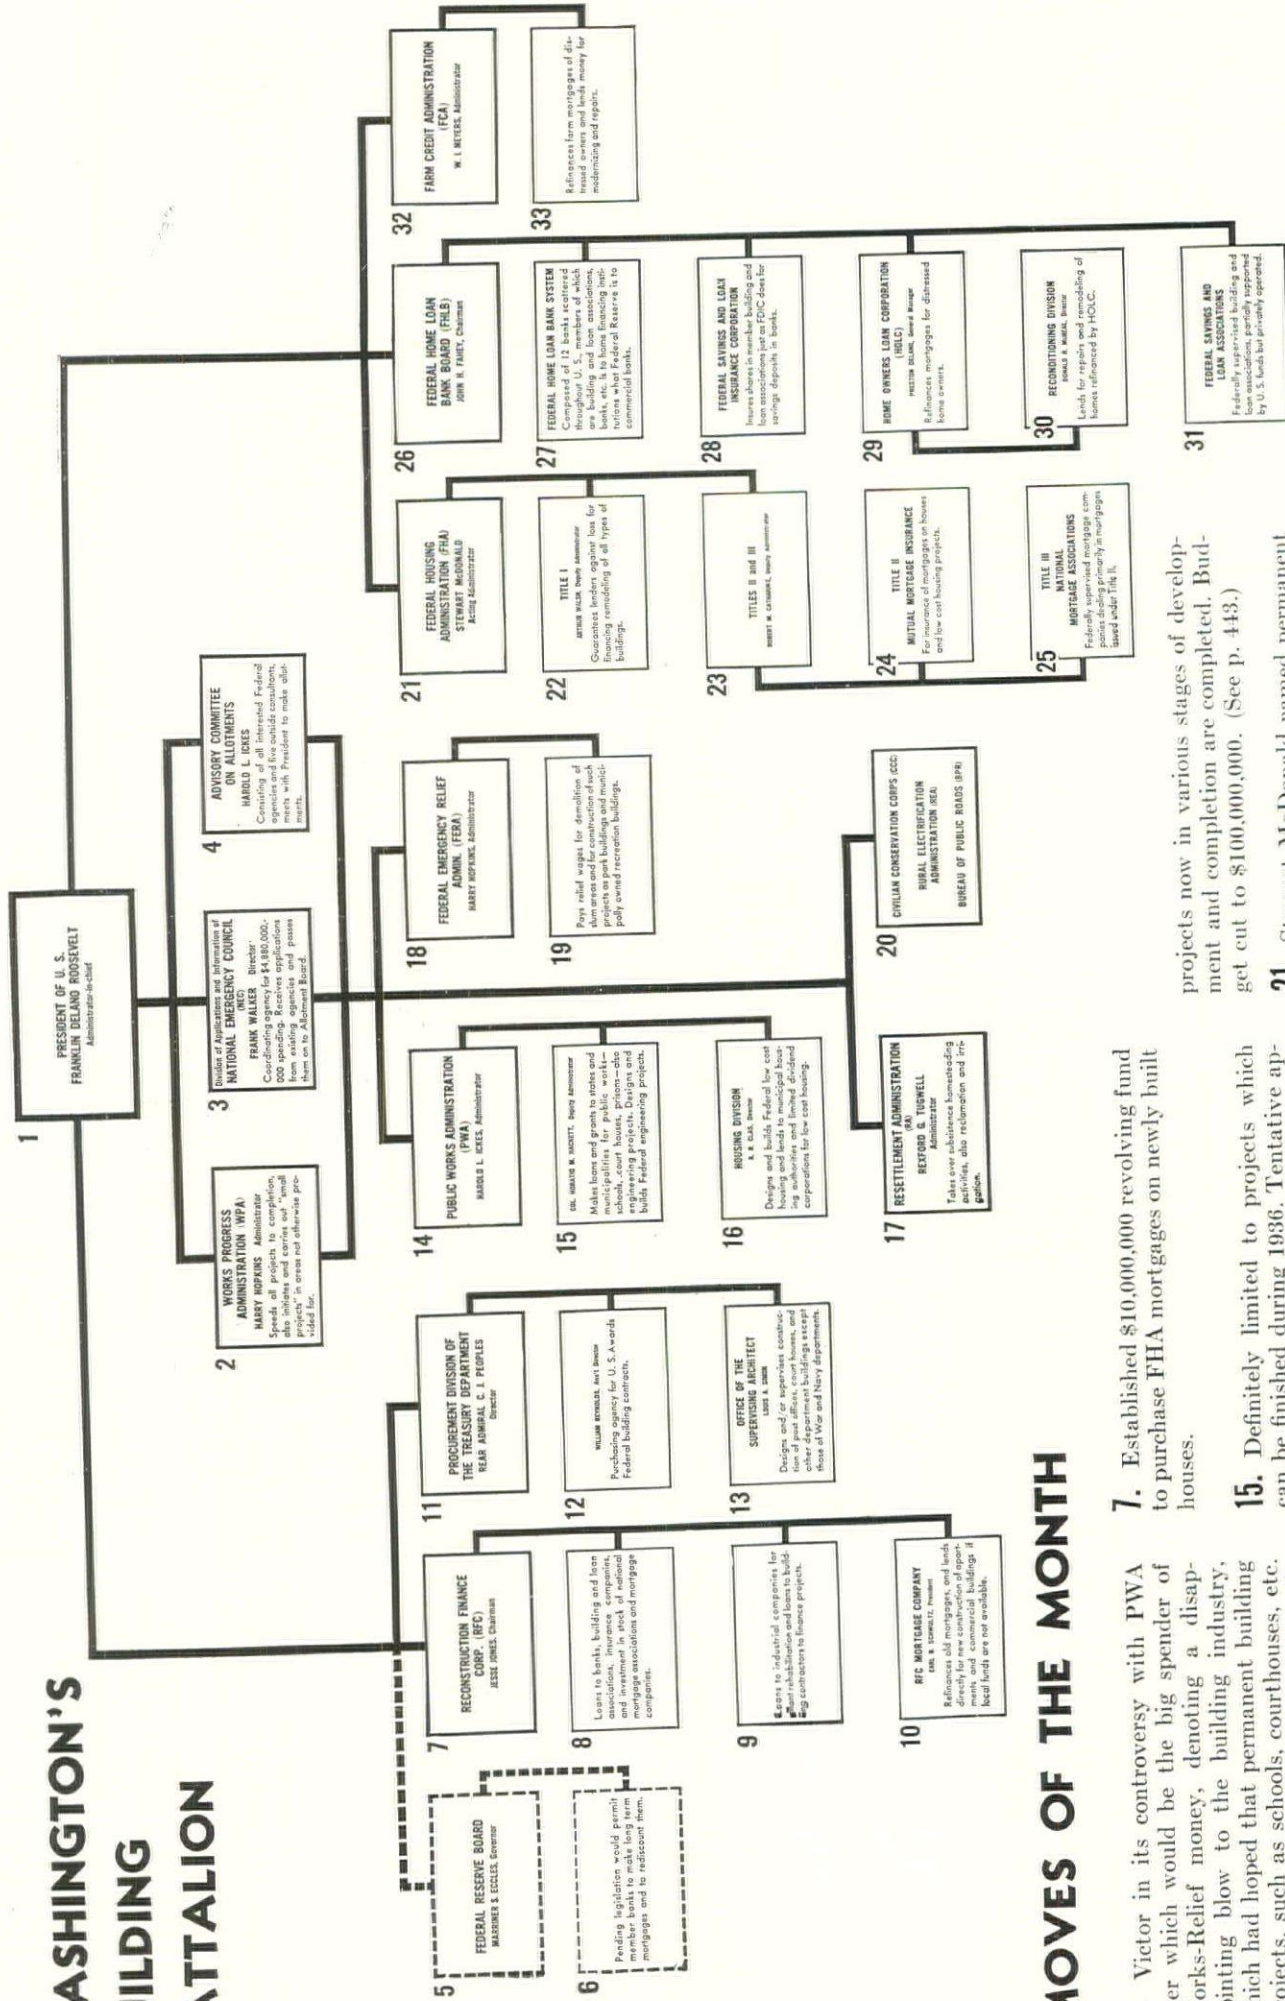 ASHINGTON'S
ILDING
ATTALION
1
PRESIDENT OF U. S.
FRANKLIN DELANO ROOSEVELT
Administrator-in-chief
2
WORKS PROGRESS
ADMINISTRATION (WPA)
HARRY HOPKINS Administrator
Speeds all projects to completion,
also initiates and carries out "small
projects" in areas not otherwise pro-
vided for.
3
Division of Applications and Information of
NATIONAL EMERGENCY COUNCIL
(NEC)
FRANK WALKER Director
Coordinating agency for $4,880,000,-
000 spending. Receives applications
from existing agencies and passes
them on to Allotment Board.
4
ADVISORY COMMITTEE
ON ALLOTMENTS
HAROLD L. ICKES
Consisting of all interested Federal
agencies and five outside consultants,
meets with President to make allot-
ments.
5
FEDERAL RESERVE BOARD
MARRINER S. ECCLES, Governor
6
Pending legislation would permit
member banks to make long term
mortgages and to rediscount them.
7
RECONSTRUCTION FINANCE
CORP. (RFC)
JESSE JONES, Chairman
8
Loans to banks, building and loan
associations, insurance companies,
and investment in stock of national
mortgage associations and mortgage
companies.
9
Loans to industrial companies for
plant rehabilitation and loans to build-
ing contractors to finance projects.
10
RFC MORTGAGE COMPANY
EARL B. SCHWULTZ, President
Refinances old mortgages, and lends
directly for new construction of apart-
ments and commercial buildings if
local funds are not available.
11
PROCUREMENT DIVISION OF
THE TREASURY DEPARTMENT
REAR ADMIRAL C. J. PEOPLES
Director
12
WILLIAM REYNOLDS, Ass't Director
Purchasing agency for U. S. Awards
Federal building contracts.
13
OFFICE OF THE
SUPERVISING ARCHITECT
LOUIS A. SIMON
Designs and/or supervises construc-
tion of post offices, court houses, and
other department buildings except
those of War and Navy departments.
14
PUBLIC WORKS ADMINISTRATION
(PWA)
HAROLD L. ICKES, Administrator
15
COL. HORATIO M. HACKETT, Deputy Administrator
Makes loans and grants to states and
municipalities for public works—
schools, court houses, prisons—also
engineering projects. Designs and
builds Federal engineering projects.
16
HOUSING DIVISION
A. R. CLAS, Director
Designs and builds Federal low cost
housing and lends to municipal hous-
ing authorities and limited dividend
corporations for low cost housing.
17
RESETTLEMENT ADMINISTRATION
(RA)
REXFORD G. TUGWELL
Administrator
Takes over subsistence homesteading
activities, also reclamation and irri-
gation.
18
FEDERAL EMERGENCY RELIEF
ADMIN. (FERA)
HARRY HOPKINS, Administrator
19
Pays relief wages for demolition of
slum areas and for construction of such
projects as park buildings and munici-
pally owned recreation buildings.
20
CIVILIAN CONSERVATION CORPS (CCC)
RURAL ELECTRIFICATION
ADMINISTRATION (REA)
BUREAU OF PUBLIC ROADS (BPR)
21
FEDERAL HOUSING
ADMINISTRATION (FHA)
STEWART McDONALD
Acting Administrator
22
TITLE I
ARTHUR WALSH, Deputy Administrator
Guarantees lenders against loss for
financing remodeling of all types of
buildings.
23
TITLES II and III
ROBERT M. CATHARINE, Deputy Administrator
24
TITLE II
MUTUAL MORTGAGE INSURANCE
For insurance of mortgages on houses
and low cost housing projects.
25
TITLE III
NATIONAL
MORTGAGE ASSOCIATIONS
Federally supervised mortgage com-
panies dealing primarily in mortgages
issued under Title II.
26
FEDERAL HOME LOAN
BANK BOARD (FHLB)
JOHN H. FAHEY, Chairman
27
FEDERAL HOME LOAN BANK SYSTEM
Composed of 12 banks scattered
throughout U. S., members of which
are building and loan associations,
banks, etc. Is to home financing insti-
tutions what Federal Reserve is to
commercial banks.
28
FEDERAL SAVINGS AND LOAN
INSURANCE CORPORATION
Insures shares in member building and
loan associations just as FDIC does for
savings deposits in banks.
29
HOME OWNERS LOAN CORPORATION
(HOLC)
PRESTON DELANO, General Manager
Refinances mortgages for distressed
home owners.
30
RECONDITIONING DIVISION
DONALD H. McNEAL, Director
Lends for repairs and remodeling of
homes refinanced by HOLC.
31
FEDERAL SAVINGS AND
LOAN ASSOCIATIONS
Federally supervised building and
loan associations, partially supported
by U. S. funds but privately operated.
32
FARM CREDIT ADMINISTRATION
(FCA)
W. I. MEYERS, Administrator
33
Refinances farm mortgages of dis-
tressed owners and lends money for
modernizing and repairs.
MOVES OF THE MONTH
Victor in its controversy with PWA
er which would be the big spender of
orks-Relief money, denoting a disap-
ointing blow to the building industry,
hich had hoped that permanent building
ojects, such as schools, courthouses, etc.
7. Established $10,000,000 revolving fund
to purchase FHA mortgages on newly built
houses.
15. Definitely limited to projects which
can be finished during 1936. Tentative ap-
projects now in various stages of develop-
ment and completion are completed. Bud-
get cut to $100,000,000. (See p. 443.)
21. Stewart McDonald named permanent